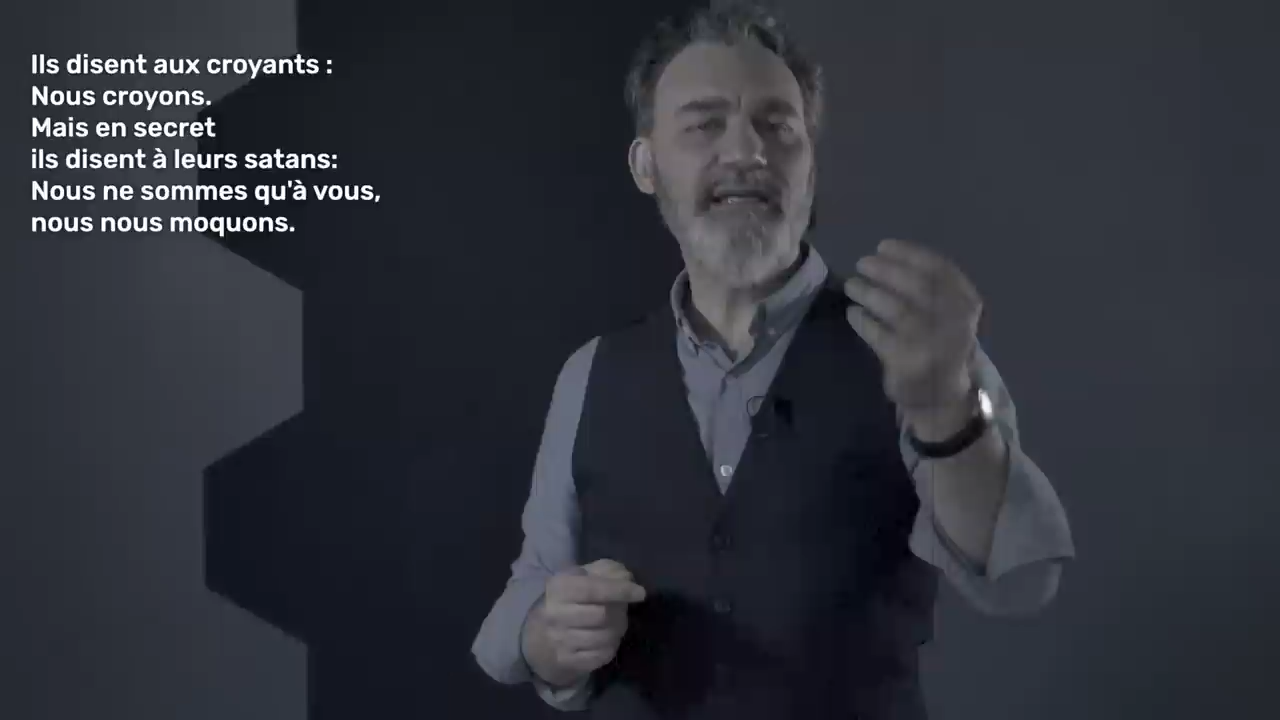 Ils disent aux croyants :
Nous croyons.
Mais en secret
ils disent à leurs satans:
Nous ne sommes qu'à vous,
nous nous moquons.